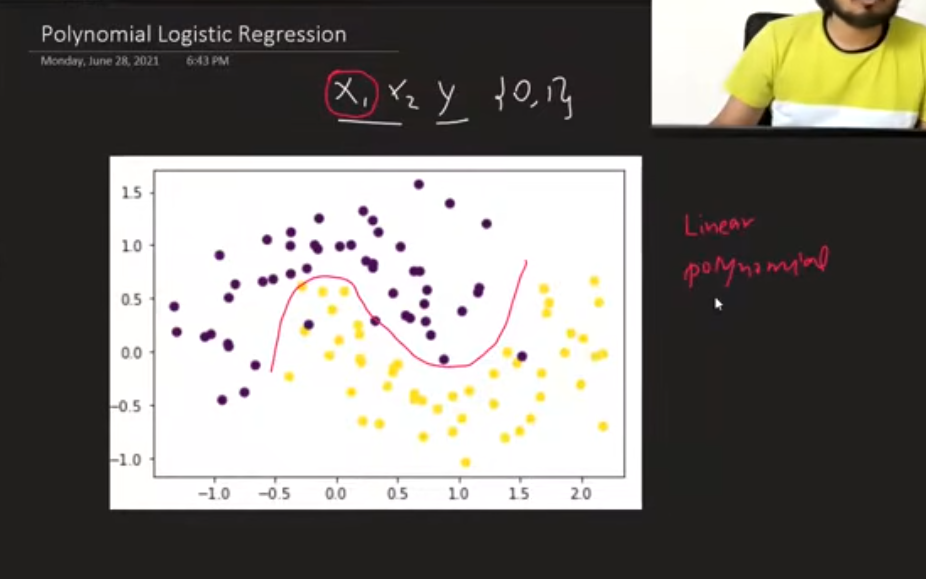 Polynomial Logistic Regression
Monday, June 28, 2021 6:43 PM
x₁ x₂ y {0,1}
Linear
polynomial
1.5
1.0
0.5
0.0
-0.5
-1.0
-1.0 -0.5 0.0 0.5 1.0 1.5 2.0